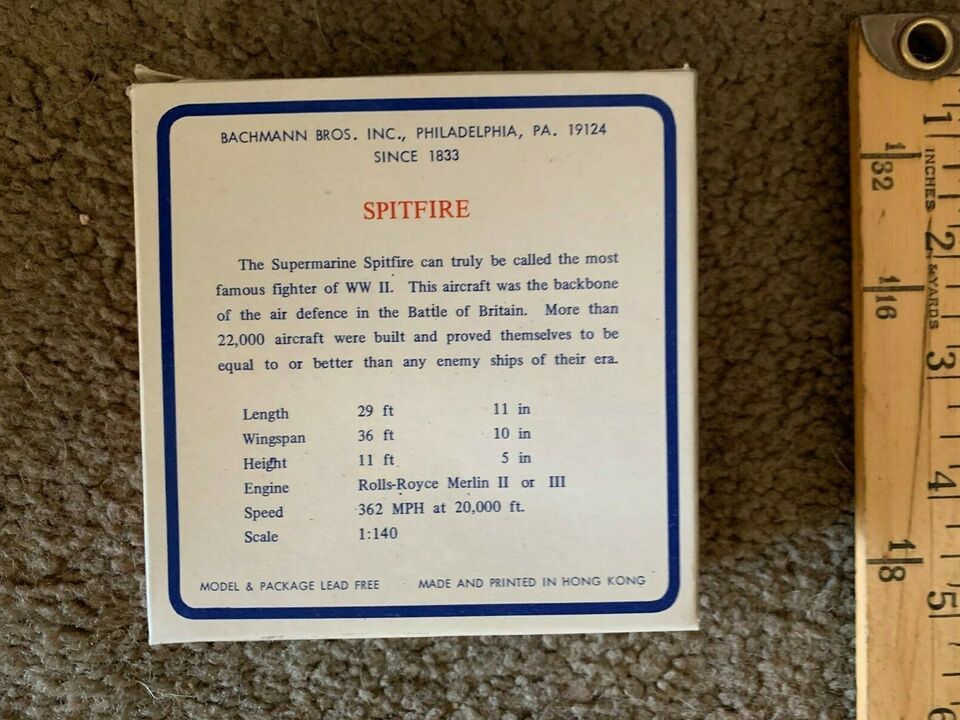 BACHMANN BROS. INC., PHILADELPHIA, PA. 19124
SINCE 1833
SPITFIRE
The Supermarine Spitfire can truly be called the most
famous fighter of WW II. This aircraft was the backbone
of the air defence in the Battle of Britain. More than
22,000 aircraft were built and proved themselves to be
equal to or better than any enemy ships of their era.
Length 29 ft 11 in
Wingspan 36 ft 10 in
Height 11 ft 5 in
Engine Rolls-Royce Merlin II or III
Speed 362 MPH at 20,000 ft.
Scale 1:140
MODEL & PACKAGE LEAD FREE MADE AND PRINTED IN HONG KONG
1 INCHES 2 & YARDS 3 4 5 6
1/32 1/16 1/8